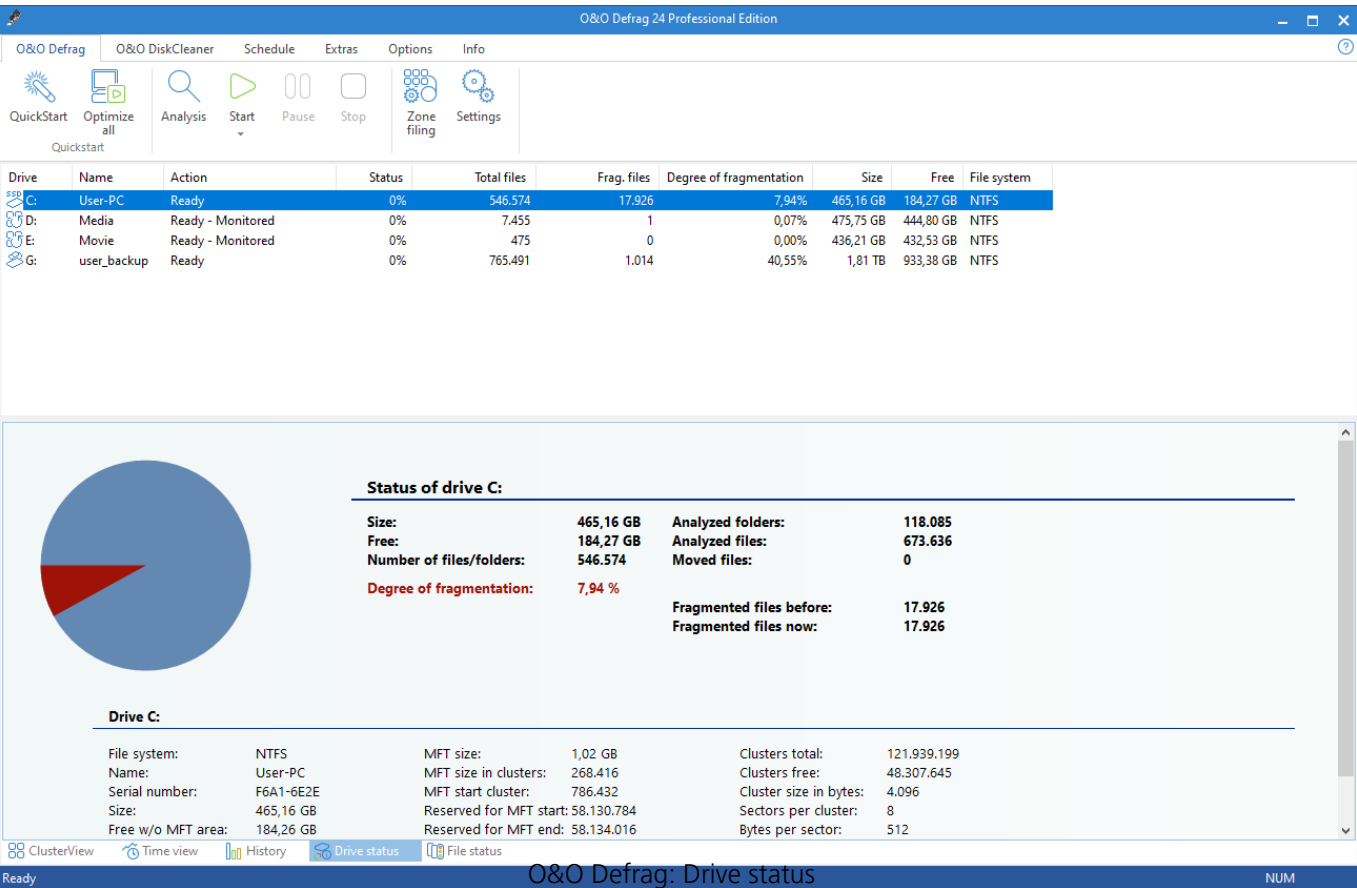 O&O Defrag 24 Professional Edition
O&O Defrag O&O DiskCleaner Schedule Extras Options Info
QuickStart Optimize all Analysis Start Pause Stop Zone filing Settings
Quickstart
Drive Name Action Status Total files Frag. files Degree of fragmentation Size Free File system
SSD C: User-PC Ready 0% 546.574 17.926 7,94% 465,16 GB 184,27 GB NTFS
D: Media Ready - Monitored 0% 7.455 1 0,07% 475,75 GB 444,80 GB NTFS
E: Movie Ready - Monitored 0% 475 0 0,00% 436,21 GB 432,53 GB NTFS
G: user_backup Ready 0% 765.491 1.014 40,55% 1,81 TB 933,38 GB NTFS
Status of drive C:
Size: 465,16 GB Analyzed folders: 118.085
Free: 184,27 GB Analyzed files: 673.636
Number of files/folders: 546.574 Moved files: 0
Degree of fragmentation: 7,94 %
Fragmented files before: 17.926
Fragmented files now: 17.926
Drive C:
File system: NTFS MFT size: 1,02 GB Clusters total: 121.939.199
Name: User-PC MFT size in clusters: 268.416 Clusters free: 48.307.645
Serial number: F6A1-6E2E MFT start cluster: 786.432 Cluster size in bytes: 4.096
Size: 465,16 GB Reserved for MFT start: 58.130.784 Sectors per cluster: 8
Free w/o MFT area: 184,26 GB Reserved for MFT end: 58.134.016 Bytes per sector: 512
ClusterView Time view History Drive status File status
O&O Defrag: Drive status
Ready NUM